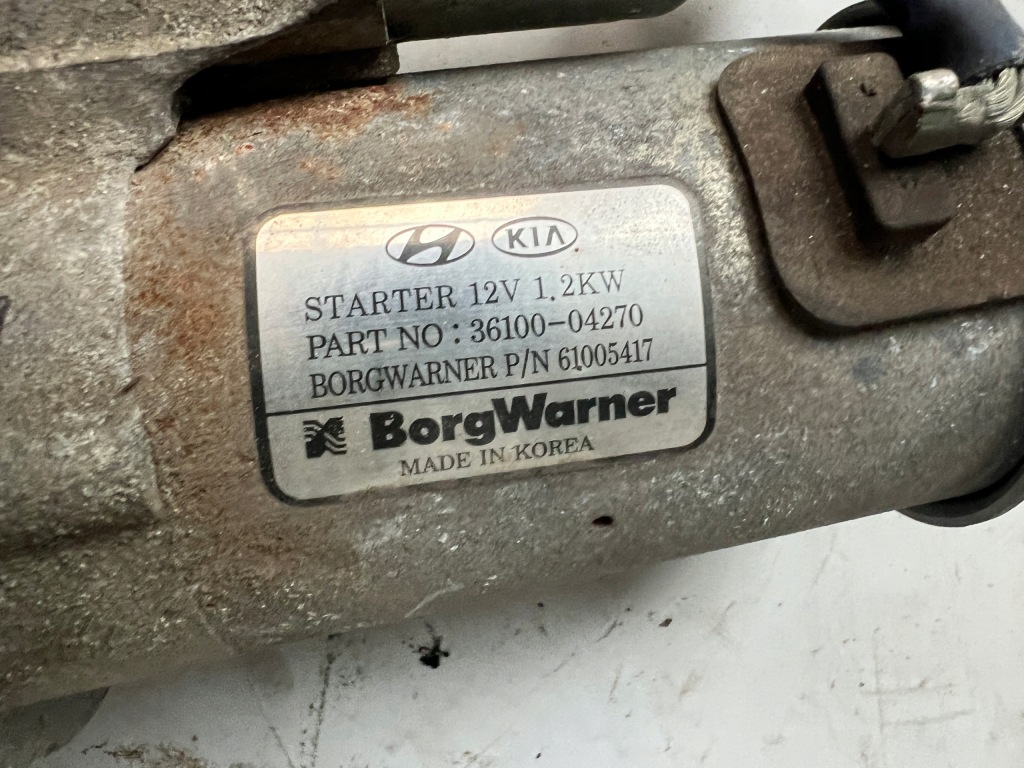 KIA
STARTER 12V 1.2KW
PART NO : 36100-04270
BORGWARNER P/N 61005417
BorgWarner
MADE IN KOREA